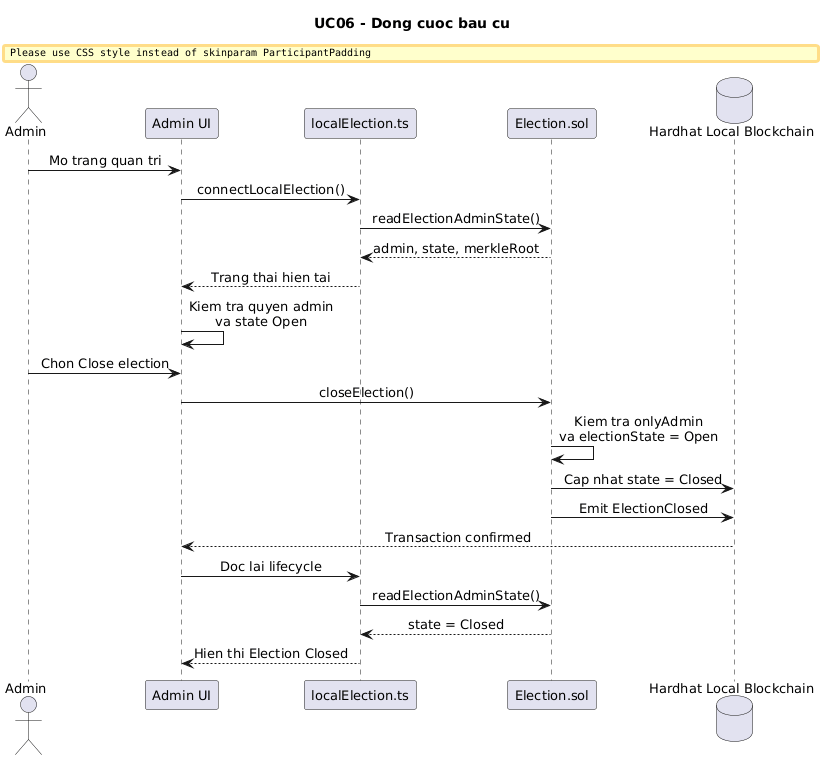 UC06 - Dong cuoc bau cu
Please use CSS style instead of skinparam ParticipantPadding
Admin
Admin UI
localElection.ts
Election.sol
Hardhat Local Blockchain
Mo trang quan tri
connectLocalElection()
readElectionAdminState()
admin, state, merkleRoot
Trang thai hien tai
Kiem tra quyen admin
va state Open
Chon Close election
closeElection()
Kiem tra onlyAdmin
va electionState = Open
Cap nhat state = Closed
Emit ElectionClosed
Transaction confirmed
Doc lai lifecycle
readElectionAdminState()
state = Closed
Hien thi Election Closed
Admin
Admin UI
localElection.ts
Election.sol
Hardhat Local Blockchain